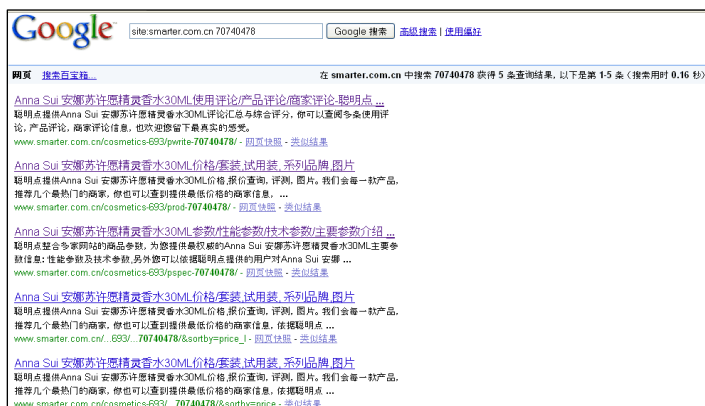 Google
site:smarter.com.cn 70740478 Google 搜索 高级搜索 | 使用偏好
网页 搜索百宝箱... 在 smarter.com.cn 中搜索 70740478 获得 5 条查询结果，以下是第 1-5 条（搜索用时 0.16 秒）
Anna Sui 安娜苏许愿精灵香水30ML使用评论/产品评论/商家评论-聪明点 ...
聪明点提供Anna Sui 安娜苏许愿精灵香水30ML评论汇总与综合评分，你可以查阅多条使用评
论，产品评论，商家评论信息，也欢迎您留下最真实的感受。
www.smarter.com.cn/cosmetics-693/pwrite-70740478/ - 网页快照 - 类似结果
Anna Sui 安娜苏许愿精灵香水30ML价格/套装,试用装, 系列品牌,图片
聪明点提供Anna Sui 安娜苏许愿精灵香水30ML价格,报价查询, 评测, 图片。我们会每一款产品,
推荐几个最热门的商家，你也可以查到提供最低价格的商家信息，...
www.smarter.com.cn/cosmetics-693/prod-70740478/ - 网页快照 - 类似结果
Anna Sui 安娜苏许愿精灵香水30ML参数/性能参数/技术参数/主要参数介绍 ...
聪明点整合多家网站的商品参数，为您提供最权威的Anna Sui 安娜苏许愿精灵香水30ML主要参
数信息: 性能参数及技术参数,另外您可以依据聪明点提供的用户对Anna Sui 安娜 ...
www.smarter.com.cn/cosmetics-693/pspec-70740478/ - 网页快照 - 类似结果
Anna Sui 安娜苏许愿精灵香水30ML价格/套装,试用装, 系列品牌,图片
聪明点提供Anna Sui 安娜苏许愿精灵香水30ML价格,报价查询, 评测, 图片。我们会每一款产品,
推荐几个最热门的商家，你也可以查到提供最低价格的商家信息, 依据聪明点 ...
www.smarter.com.cn/...693/...70740478/&sortby=price_l - 网页快照 - 类似结果
Anna Sui 安娜苏许愿精灵香水30ML价格/套装,试用装, 系列品牌,图片
聪明点提供Anna Sui 安娜苏许愿精灵香水30ML价格,报价查询, 评测, 图片。我们会每一款产品,
推荐几个最热门的商家，你也可以查到提供最低价格的商家信息, 依据聪明点 ...
www.smarter.com.cn/cosmetics-693/...70740478/&sortby=price - 类似结果